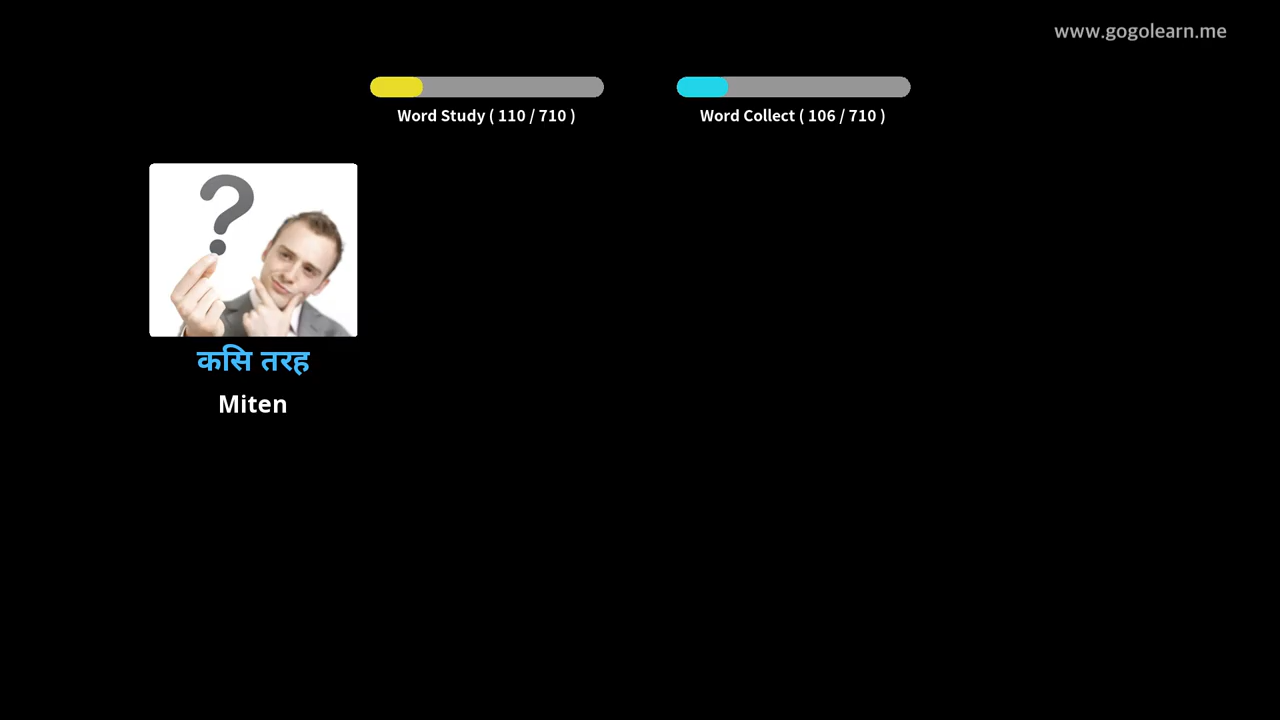 www.gogolearn.me
Word Study ( 110 / 710 )
Word Collect ( 106 / 710 )
?
कसि तरह
Miten